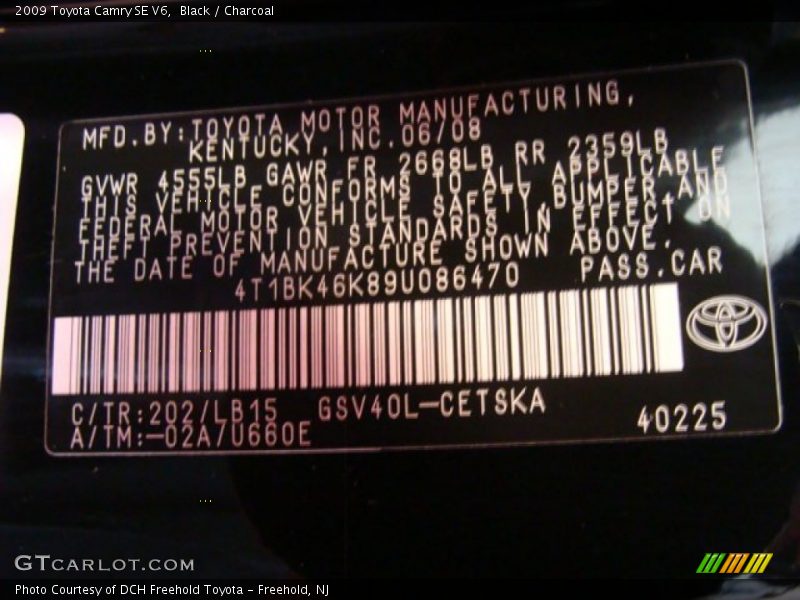 2009 Toyota Camry SE V6,  Black / Charcoal
MFD.BY:TOYOTA MOTOR MANUFACTURING,
KENTUCKY,INC.06/08
GVWR 4555LB GAWR FR 2668LB RR 2359LB
THIS VEHICLE CONFORMS TO ALL APPLICABLE
FEDERAL MOTOR VEHICLE SAFETY,BUMPER,AND
THEFT PREVENTION STANDARDS IN EFFECT ON
THE DATE OF MANUFACTURE SHOWN ABOVE.
4T1BK46K89U086470 PASS.CAR
C/TR:202/LB15 GSV40L-CETSKA
A/TM:-02A/U660E 40225
GTCARLOT.COM
Photo Courtesy of DCH Freehold Toyota - Freehold, NJ